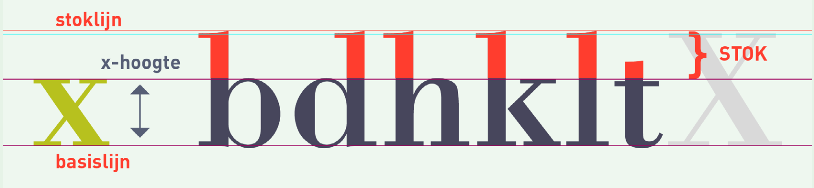 stoklijn
x-hoogte
x bdhklt X
} STOK
basislijn